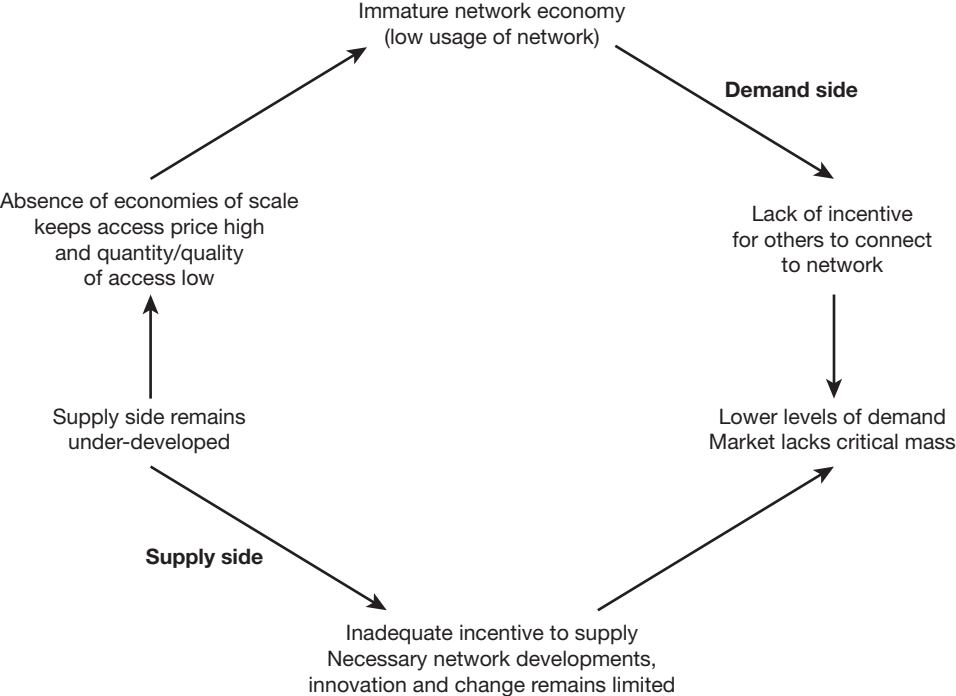 Immature network economy
(low usage of network)
Demand side
Absence of economies of scale
keeps access price high
and quantity/quality
of access low
Lack of incentive
for others to connect
to network
Supply side remains
under-developed
Lower levels of demand
Market lacks critical mass
Supply side
Inadequate incentive to supply
Necessary network developments,
innovation and change remains limited